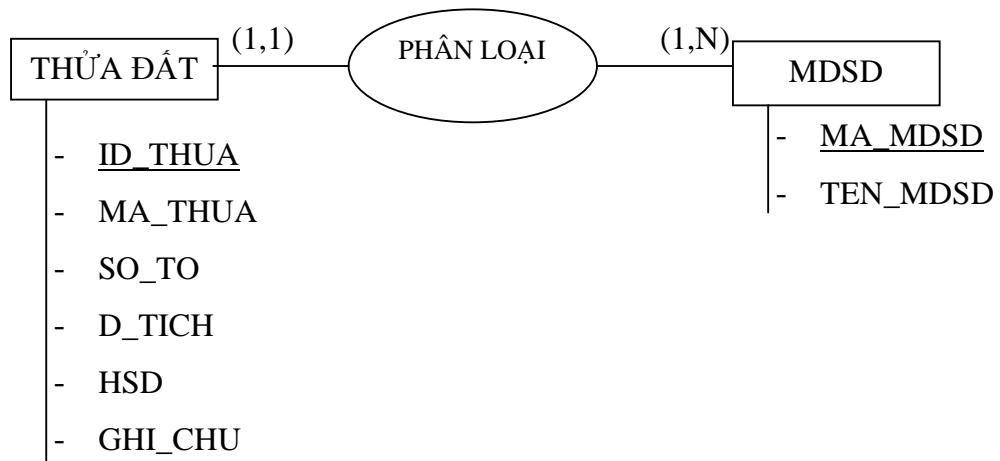 (1,1) PHÂN LOẠI (1,N)
THỬA ĐẤT MDSD
- ID_THUA
- MA_THUA
- SO_TO
- D_TICH
- HSD
- GHI_CHU
- MA_MDSD
- TEN_MDSD